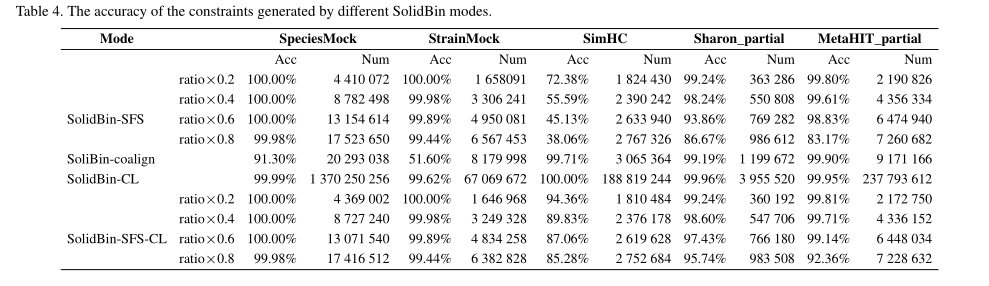 Table 4. The accuracy of the constraints generated by different SolidBin modes.
Mode SpeciesMock StrainMock SimHC Sharon_partial MetaHIT_partial
Acc Num Acc Num Acc Num Acc Num Acc Num
ratio×0.2 100.00% 4 410 072 100.00% 1 658091 72.38% 1 824 430 99.24% 363 286 99.80% 2 190 826
ratio×0.4 100.00% 8 782 498 99.98% 3 306 241 55.59% 2 390 242 98.24% 550 808 99.61% 4 356 334
SolidBin-SFS ratio×0.6 100.00% 13 154 614 99.89% 4 950 081 45.13% 2 633 940 93.86% 769 282 98.83% 6 474 940
ratio×0.8 99.98% 17 523 650 99.44% 6 567 453 38.06% 2 767 326 86.67% 986 612 83.17% 7 260 682
SoliBin-coalign 91.30% 20 293 038 51.60% 8 179 998 99.71% 3 065 364 99.19% 1 199 672 99.90% 9 171 166
SolidBin-CL 99.99% 1 370 250 256 99.62% 67 069 672 100.00% 188 819 244 99.96% 3 955 520 99.95% 237 793 612
ratio×0.2 100.00% 4 369 002 100.00% 1 646 968 94.36% 1 810 484 99.24% 360 192 99.81% 2 172 750
ratio×0.4 100.00% 8 727 240 99.98% 3 249 328 89.83% 2 376 178 98.60% 547 706 99.71% 4 336 152
SolidBin-SFS-CL ratio×0.6 100.00% 13 071 540 99.89% 4 834 258 87.06% 2 619 628 97.43% 766 180 99.14% 6 448 034
ratio×0.8 99.98% 17 416 512 99.44% 6 382 828 85.28% 2 752 684 95.74% 983 508 92.36% 7 228 632